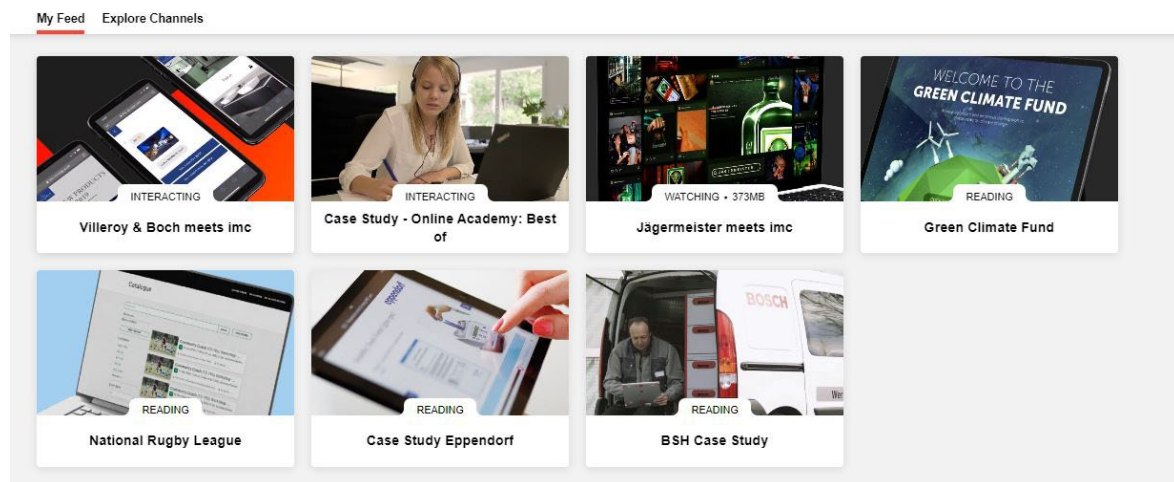 My Feed Explore Channels
INTERACTING
Villeroy & Boch meets imc
INTERACTING
Case Study - Online Academy: Best
of
WATCHING • 373MB
Jägermeister meets imc
WELCOME TO THE
GREEN CLIMATE FUND
READING
Green Climate Fund
Catalogue
READING
National Rugby League
eppendorf
READING
Case Study Eppendorf
BOSCH
READING
BSH Case Study